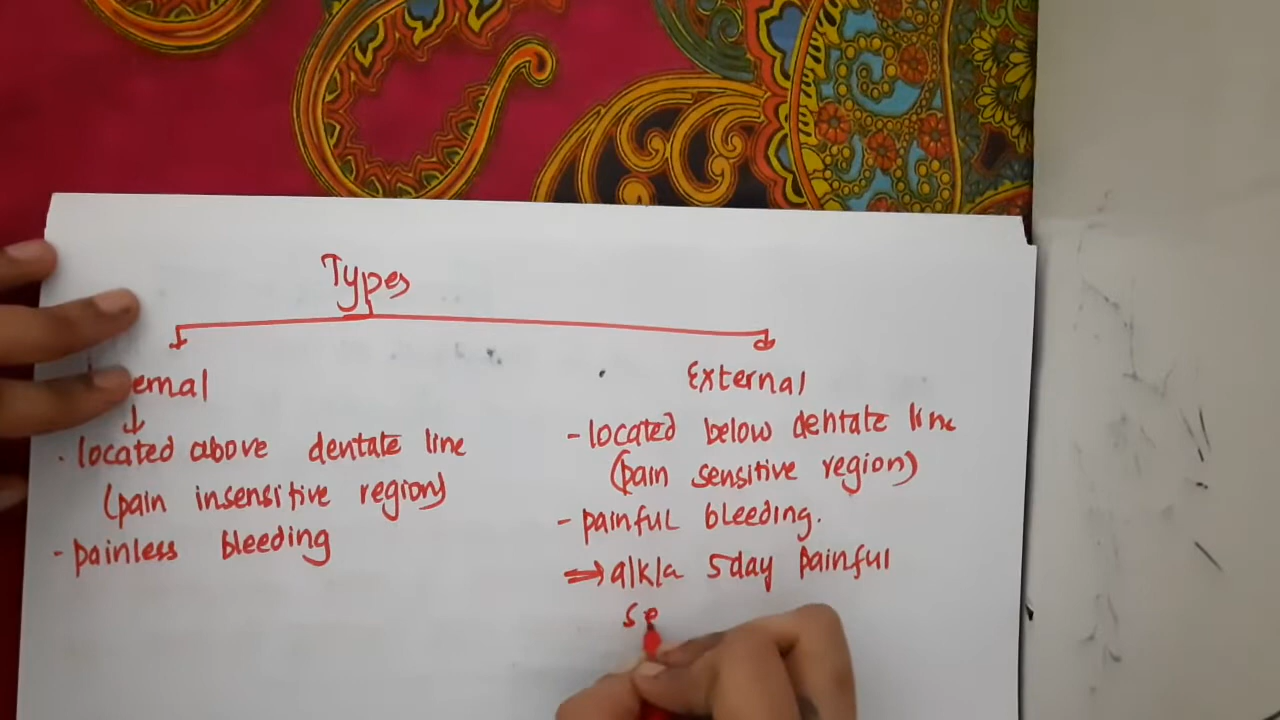 Types
ernal
External
. located above dentate line
(pain insensitive region)
- painless bleeding
- located below dentate line
(pain sensitive region)
- painful bleeding.
⇒ a/k/a 5day painful
se